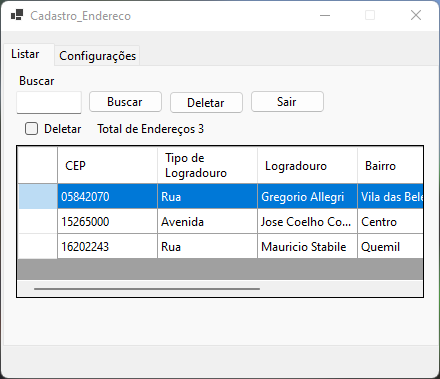 Cadastro_Endereco
Listar Configurações
Buscar
Buscar Deletar Sair
Deletar Total de Endereços 3
CEP Tipo de Logradouro Logradouro Bairro
05842070 Rua Gregorio Allegri Vila das Bele
15265000 Avenida Jose Coelho Co... Centro
16202243 Rua Mauricio Stabile Quemil